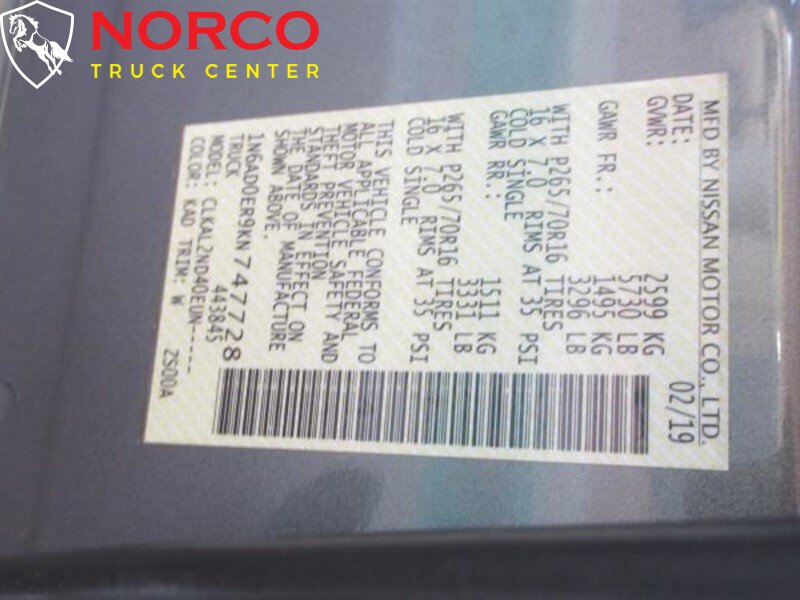 NORCO
TRUCK CENTER
MFD BY NISSAN MOTOR CO., LTD.
DATE: 02/19
GVWR: 2599 KG
5730 LB
GAWR FR.: 1495 KG
3296 LB
WITH P265/70R16 TIRES
16 X 7.0 RIMS AT 35 PSI
COLD SINGLE
GAWR RR.: 1511 KG
3331 LB
WITH P265/70R16 TIRES
16 X 7.0 RIMS AT 35 PSI
COLD SINGLE
THIS VEHICLE CONFORMS TO
ALL APPLICABLE FEDERAL
MOTOR VEHICLE SAFETY AND
THEFT PREVENTION
STANDARDS IN EFFECT ON
THE DATE OF MANUFACTURE
SHOWN ABOVE.
1N6AD0ER9KN747728
TRUCK 443845
MODEL: CLKAL7ND40EUN-----
COLOR: KAD TRIM: W 2S00A